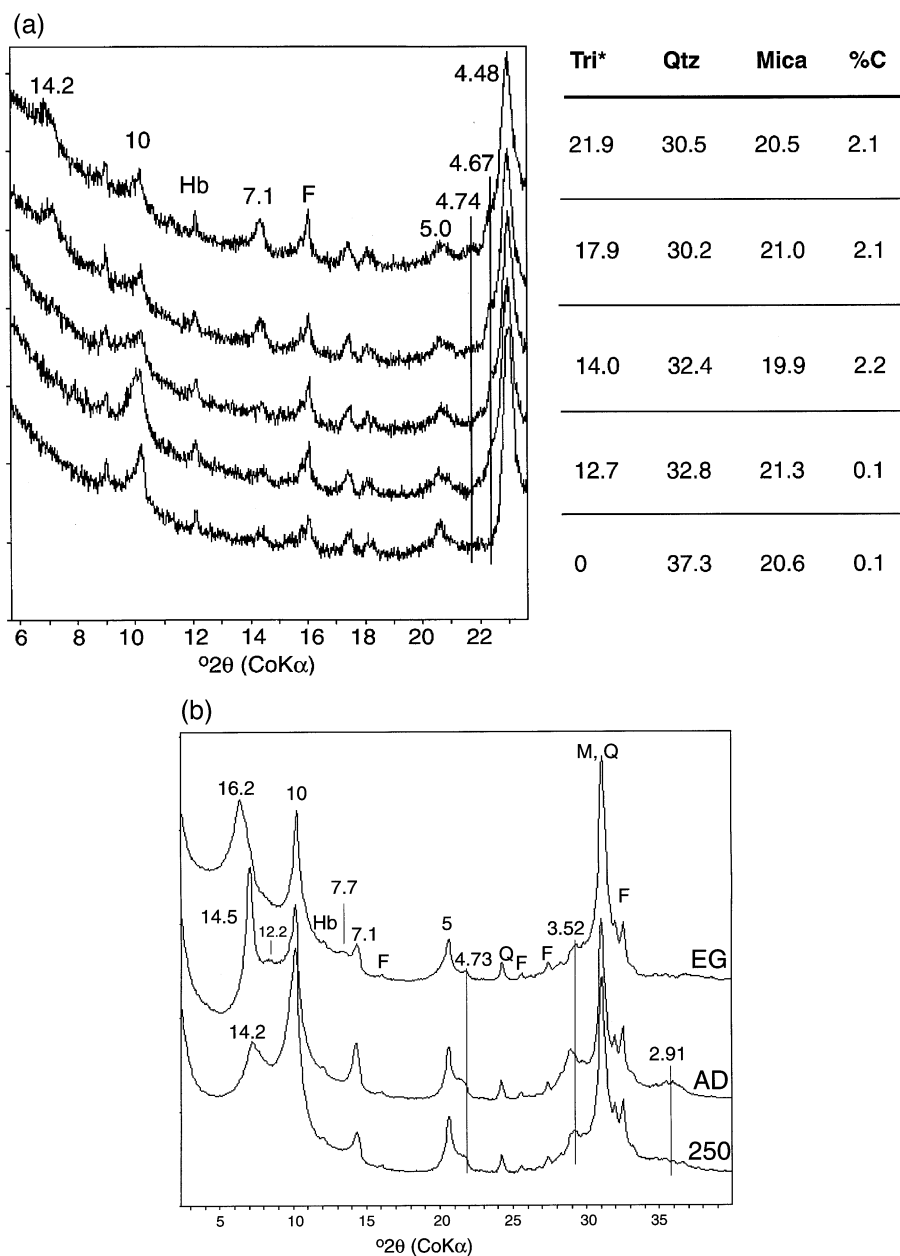 (a)
14.2
10
Hb
7.1
F
5.0
4.74
4.67
4.48
6 8 10 12 14 16 18 20 22
º2θ (CoKα)
Tri* Qtz Mica %C
21.9 30.5 20.5 2.1
17.9 30.2 21.0 2.1
14.0 32.4 19.9 2.2
12.7 32.8 21.3 0.1
0 37.3 20.6 0.1
(b)
M, Q
16.2
10
7.7
F
14.5
12.2
Hb
7.1
F
5
4.73
Q
F
F
3.52
EG
14.2
2.91
AD
250
5 10 15 20 25 30 35
º2θ (CoKα)